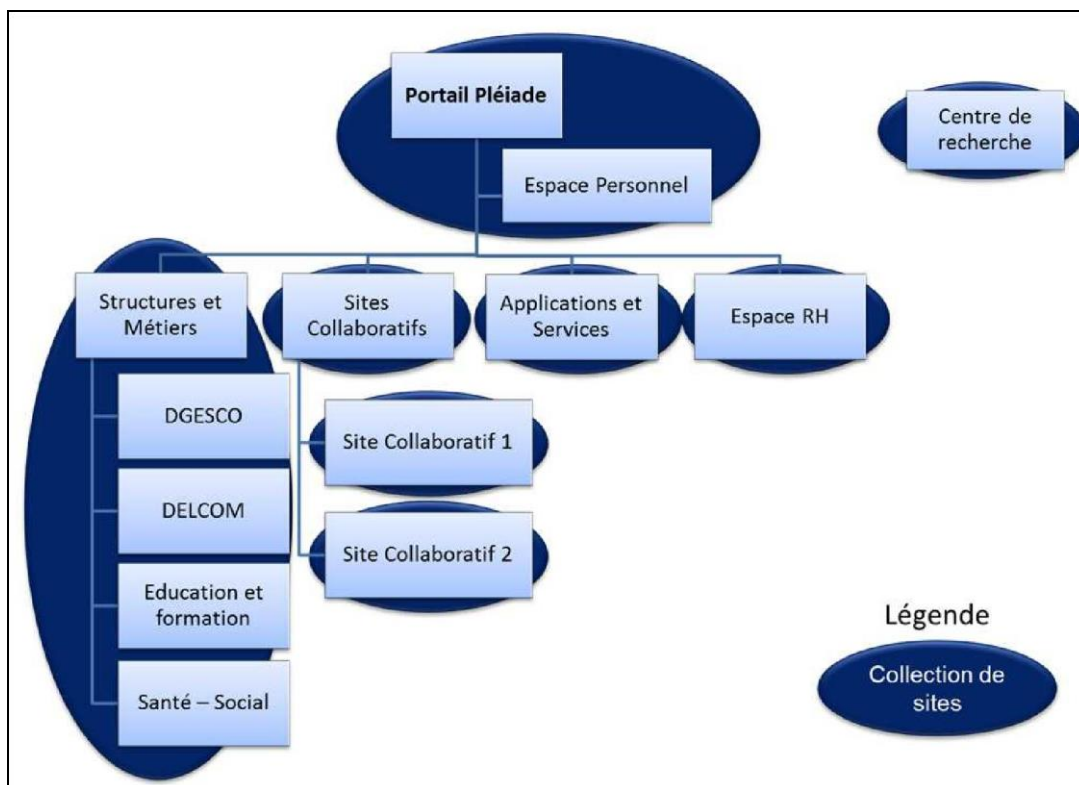 Portail Pléiade
Centre de
recherche
Espace Personnel
Structures et
Métiers
Sites
Collaboratifs
Applications et
Services
Espace RH
DGESCO
DELCOM
Education et
formation
Santé – Social
Site Collaboratif 1
Site Collaboratif 2
Légende
Collection de
sites